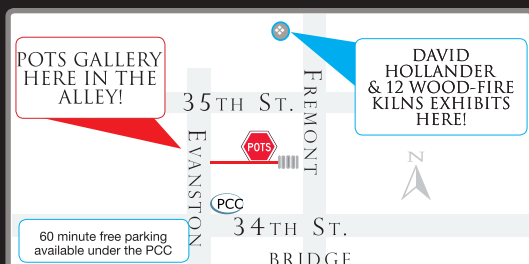 POTS GALLERY
HERE IN THE
ALLEY!
DAVID
HOLLANDER
& 12 WOOD-FIRE
KILNS EXHIBITS
HERE!
35TH ST.
FREMONT
EVANSTON
POTS
N
PCC
34TH ST.
60 minute free parking
available under the PCC
BRIDGE